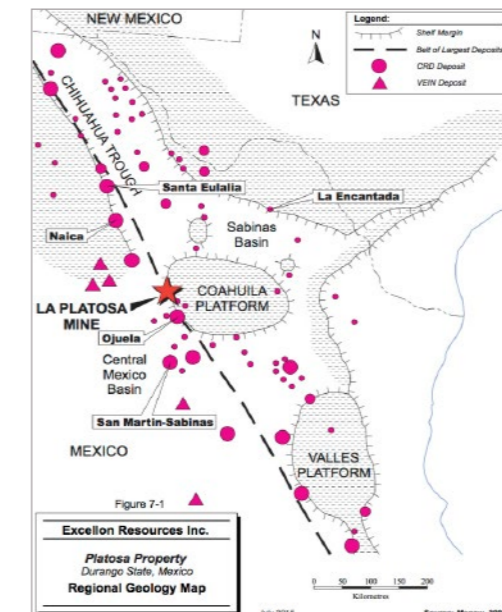 NEW MEXICO
Legend:
Shelf Margin
Belt of Largest Deposits
CRD Deposit
VEIN Deposit
N
TEXAS
CHIHUAHUA TROUGH
Santa Eulalia
La Encantada
Naica
Sabinas
Basin
COAHUILA
PLATFORM
LA PLATOSA
MINE
Ojuela
Central
Mexico
Basin
San Martin-Sabinas
MEXICO
VALLES
PLATFORM
Figure 7-1
Excellon Resources Inc.
Platosa Property
Durango State, Mexico
Regional Geology Map
0 50 100 150 200
Kilometres